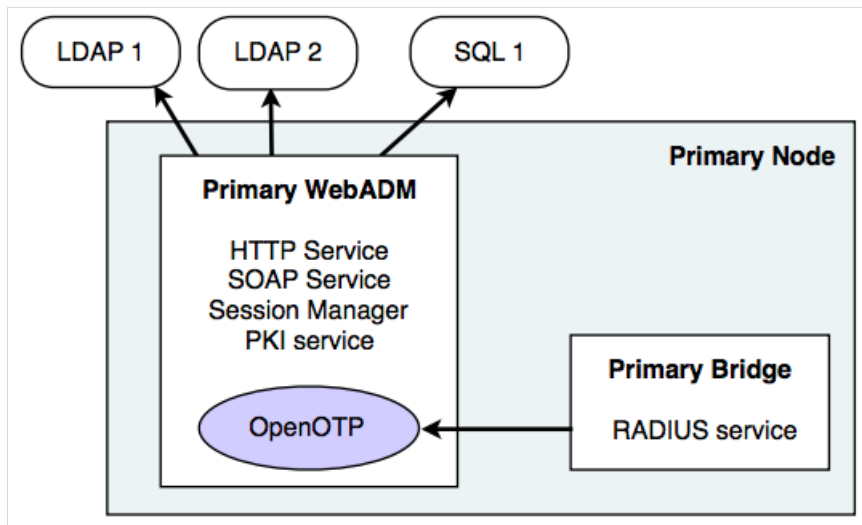 LDAP 1
LDAP 2
SQL 1
Primary Node
Primary WebADM
HTTP Service
SOAP Service
Session Manager
PKI service
OpenOTP
Primary Bridge
RADIUS service